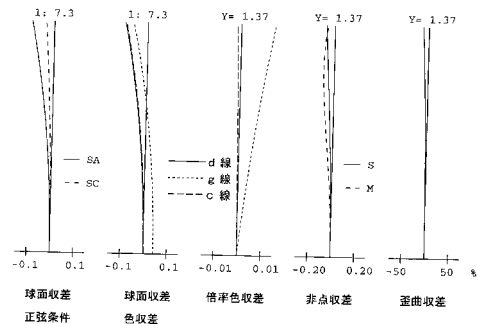 1: 7.3
1: 7.3
Y= 1.37
Y= 1.37
Y= 1.37
SA
SC
d 線
g 線
c 線
S
M
-0.1 0.1
-0.1 0.1
-0.01 0.01
-0.20 0.20
-50 50 %
球面収差
正弦条件
球面収差
色収差
倍率色収差
非点収差
歪曲収差